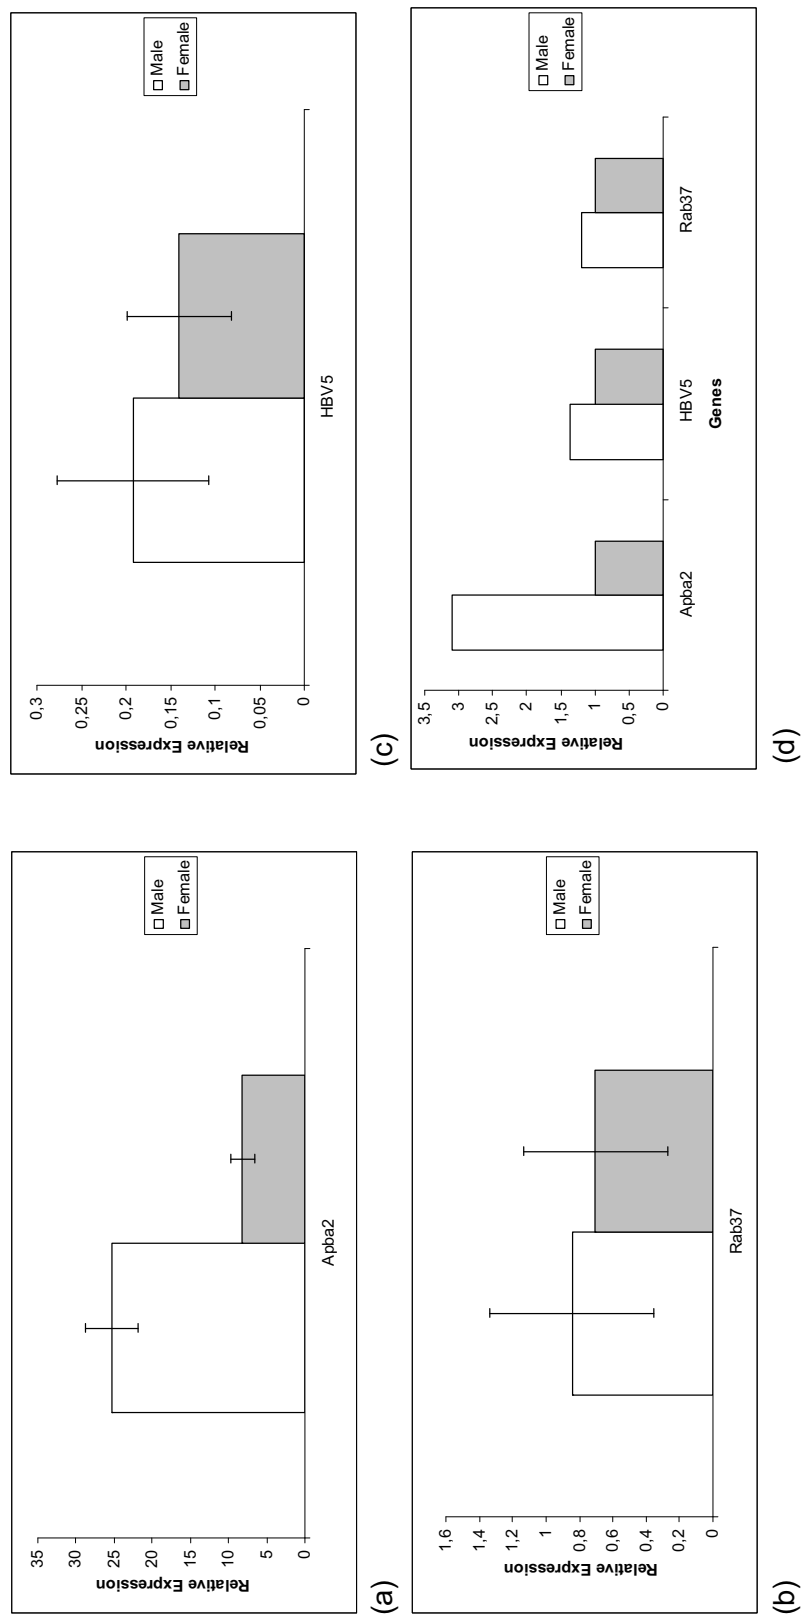 35
30
25
20
15
10
5
0
Relative Expression
Apba2
Male
Female
(a)
1,6
1,4
1,2
1
0,8
0,6
0,4
0,2
0
Relative Expression
Rab37
Male
Female
(b)
0,3
0,25
0,2
0,15
0,1
0,05
0
Relative Expression
HBV5
Male
Female
(c)
3,5
3
2,5
2
1,5
1
0,5
0
Relative Expression
Apba2
HBV5
Rab37
Genes
Male
Female
(d)